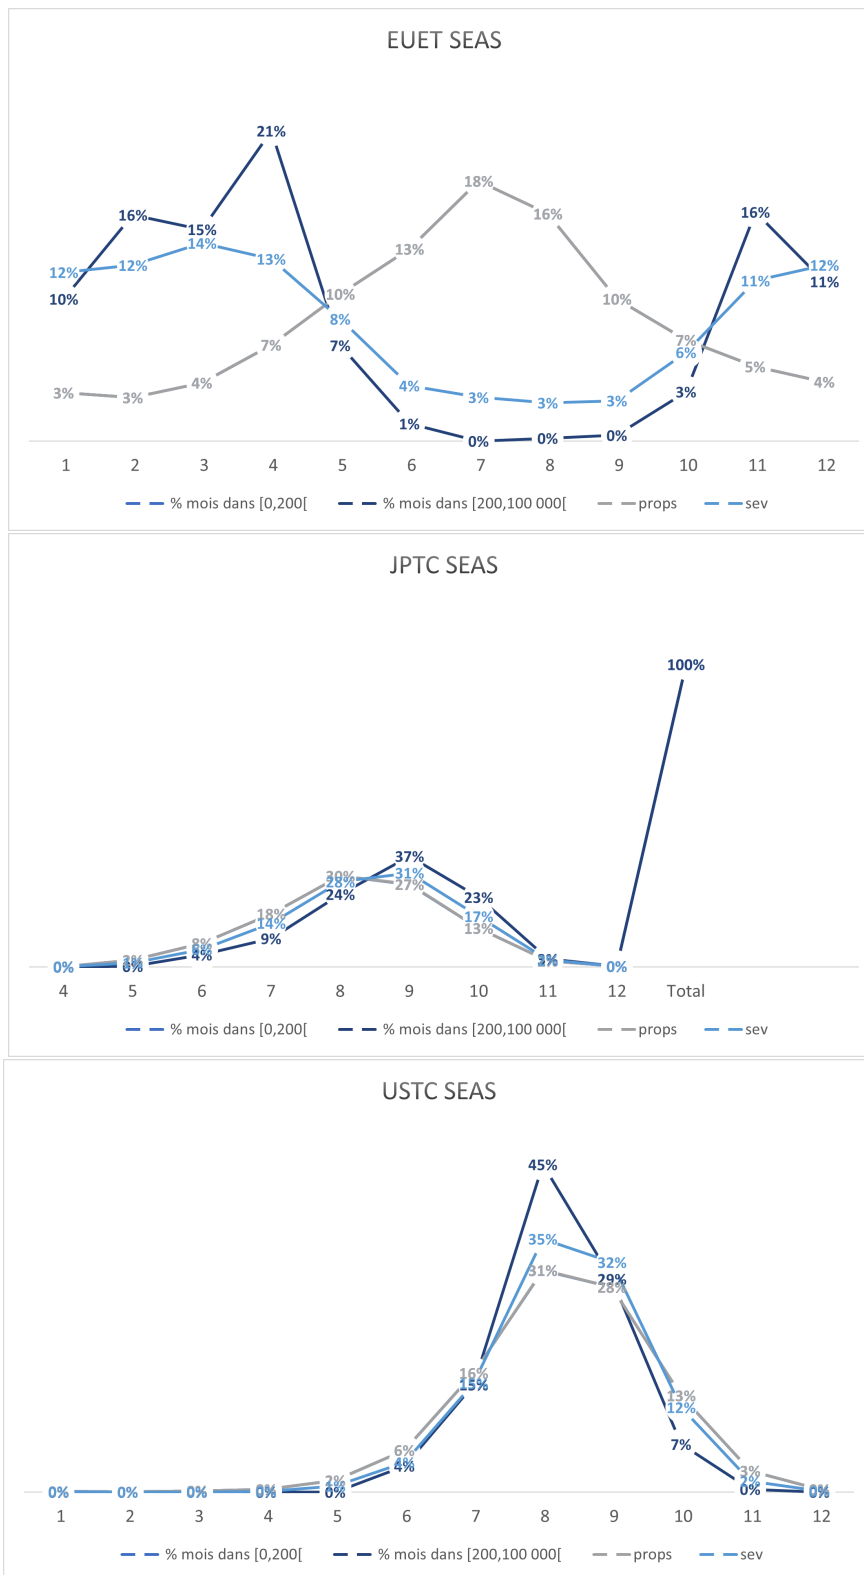 EUET SEAS
21%
18%
16% 16% 16%
15%
14%
13% 13%
12% 12% 12%
11% 11%
10% 10% 10%
8%
7% 7% 7%
6%
5%
4% 4% 4%
3% 3% 3% 3% 3% 3%
1%
0% 0% 0%
1 2 3 4 5 6 7 8 9 10 11 12
% mois dans [0,200[ % mois dans [200,100 000[ props sev
JPTC SEAS
100%
37%
30% 31%
28% 27%
24% 23%
18% 17%
14% 13%
8% 9%
4%
0% 0% 0%
4 5 6 7 8 9 10 11 12 Total
% mois dans [0,200[ % mois dans [200,100 000[ props sev
USTC SEAS
45%
35%
31% 32%
29%
28%
16%
15% 13%
12%
6% 7%
4%
2% 3%
2%
0% 0% 0% 0% 0% 0% 0%
1 2 3 4 5 6 7 8 9 10 11 12
% mois dans [0,200[ % mois dans [200,100 000[ props sev